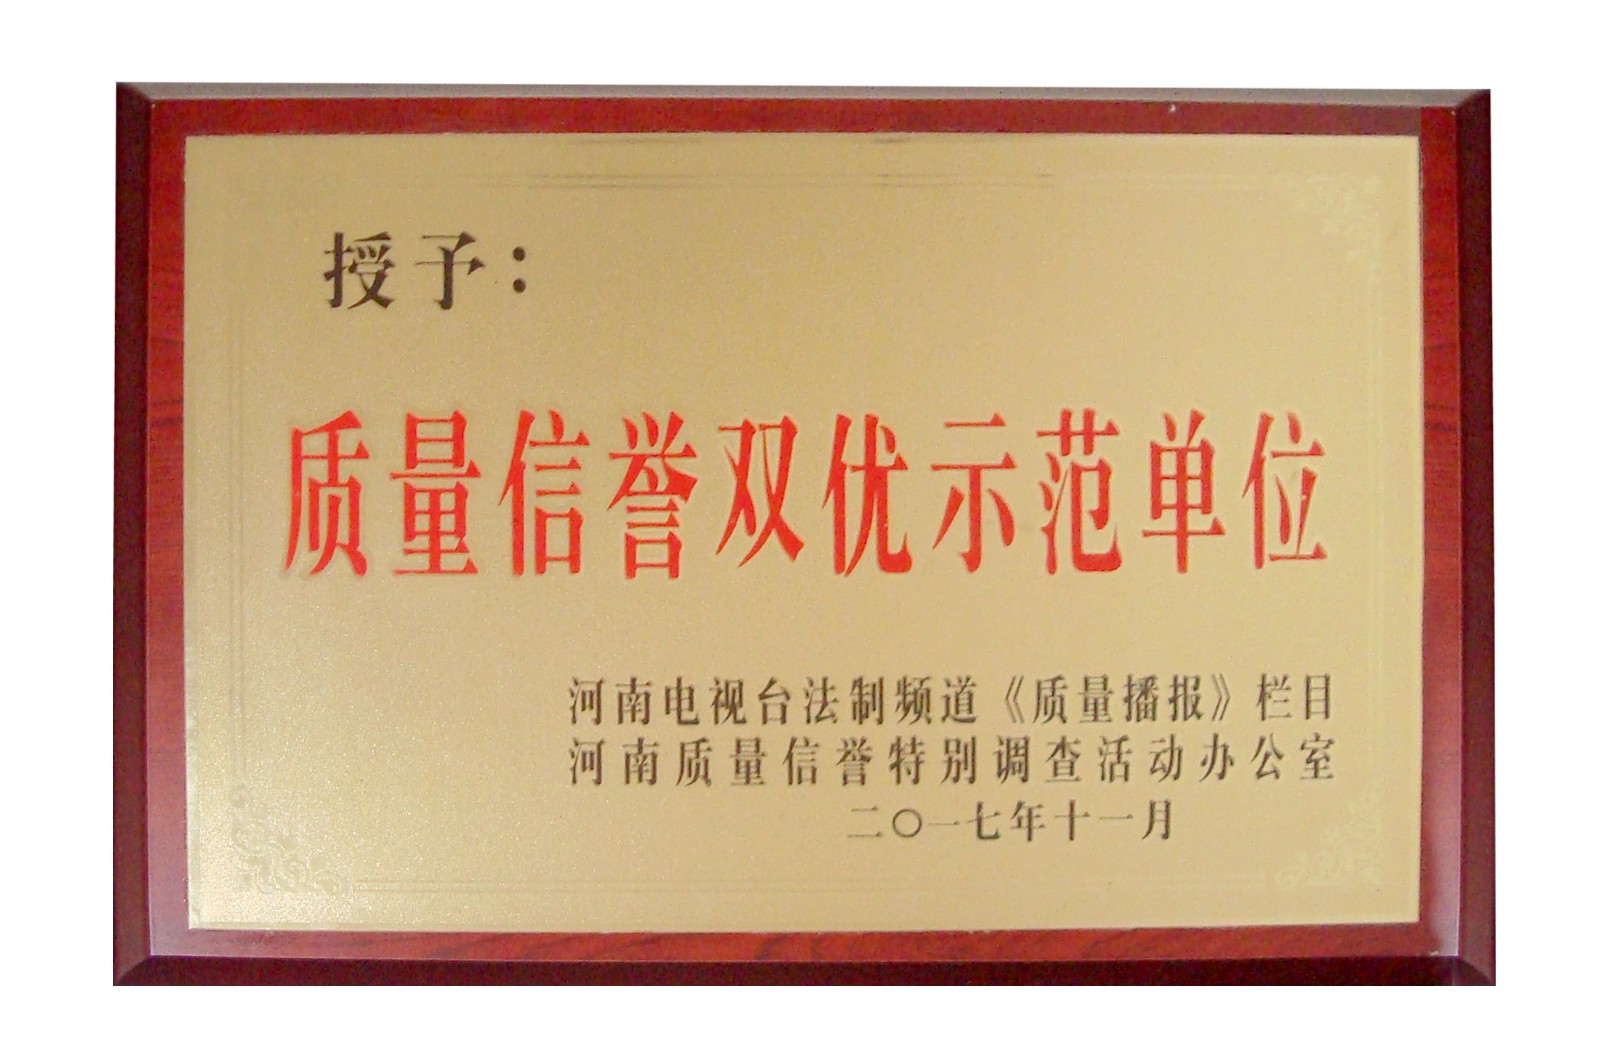 授予：
质量信誉双优示范单位
河南电视台法制频道《质量播报》栏目
河南质量信誉特别调查活动办公室
二〇一七年十一月